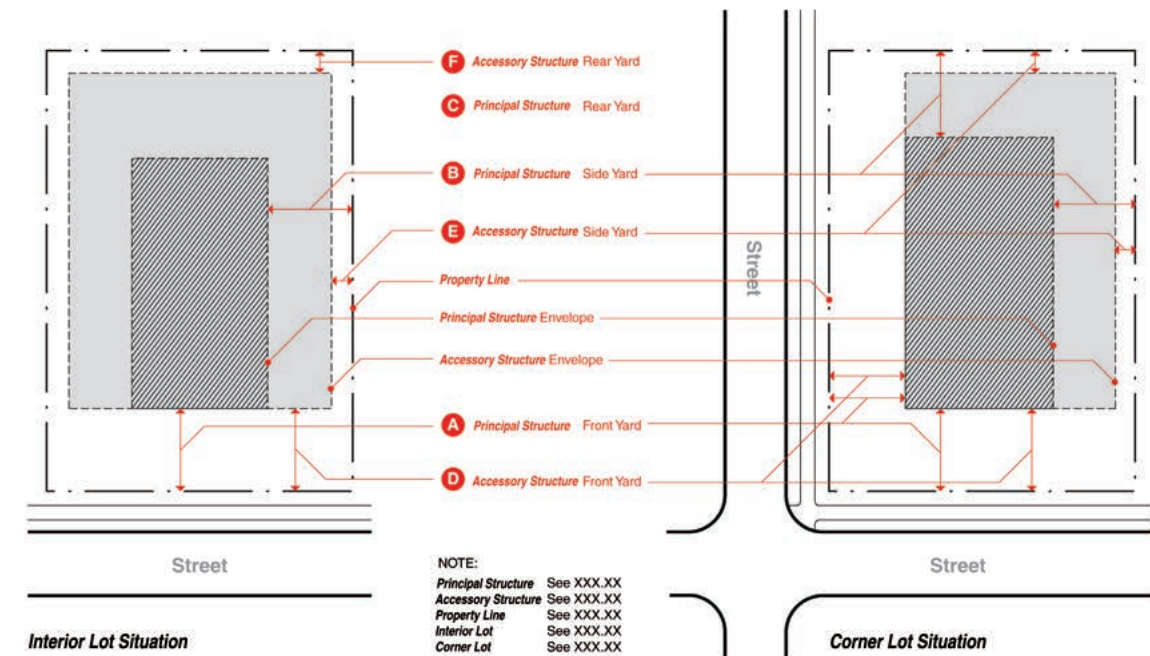 F Accessory Structure Rear Yard
C Principal Structure Rear Yard
B Principal Structure Side Yard
E Accessory Structure Side Yard
Property Line
Principal Structure Envelope
Accessory Structure Envelope
A Principal Structure Front Yard
D Accessory Structure Front Yard
Street
Street
Street
NOTE:
Principal Structure See XXX.XX
Accessory Structure See XXX.XX
Property Line See XXX.XX
Interior Lot See XXX.XX
Corner Lot See XXX.XX
Interior Lot Situation
Corner Lot Situation